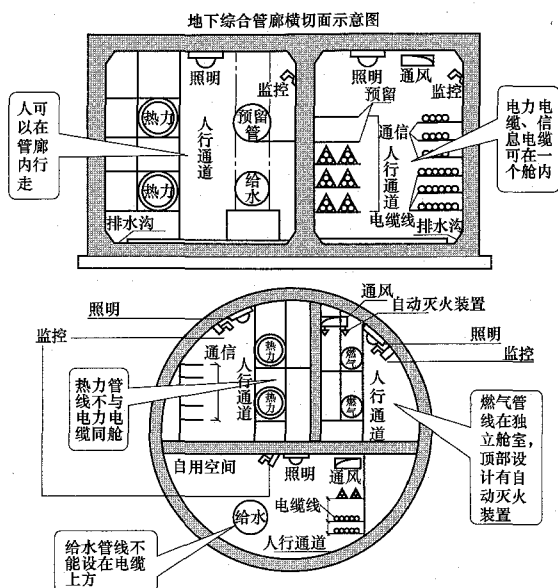 地下综合管廊横切面示意图
照明
监控
人可
以在
管廊
内行
走
热力
热力
人行通道
预留
管
给水
排水沟
照明
通风
监控
预留
通信
人行通道
电缆线
排水沟
电力电
缆、信
息电缆
可在一
个舱内
照明
监控
通信
热力管
线不与
电力电
缆同舱
人行通道
热力
热力
通风
自动灭火装置
照明
监控
燃气
燃气
人行通道
燃气管
线在独
立舱室，
顶部设
计有自
动灭火
装置
自用空间
照明
通风
电缆线
给水
人行通道
给水管线不
能设在电缆
上方